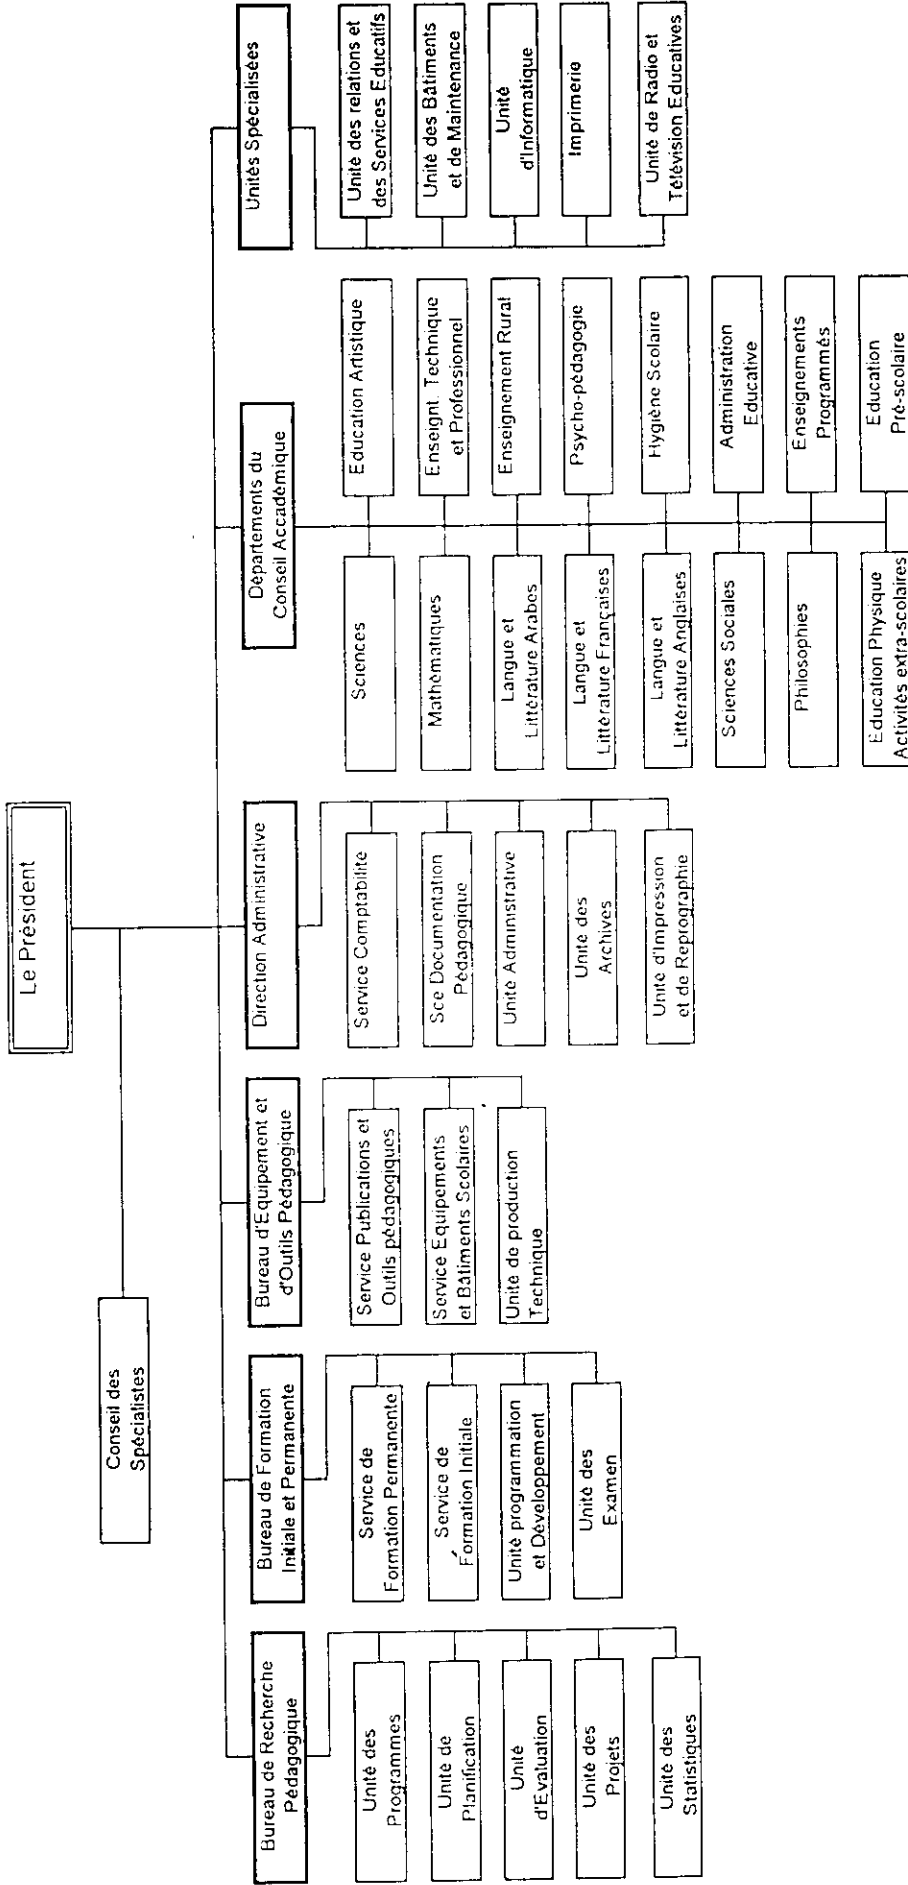 Le Président
Conseil des
Spécialistes
Bureau de Recherche
Pédagogique
Unité des
Programmes
Unité de
Planification
Unité
d'Evaluation
Unité des
Projets
Unité des
Statistiques
Bureau de Formation
Initiale et Permanente
Service de
Formation Permanente
Service de
Formation Initiale
Unité programmation
et Développement
Unité des
Examen
Bureau d'Equipement et
d'Outils Pédagogique
Service Publications et
Outils pédagogiques
Service Equipements
et Bâtiments Scolaires
Unité de production
Technique
Direction Administrative
Service Comptabilité
Sce Documentation
Pédagogique
Unité Administrative
Unité des
Archives
Unité d'Impression
et de Reprographie
Départements du
Conseil Accadémique
Sciences
Mathématiques
Langue et
Littérature Arabes
Langue et
Littérature Françaises
Langue et
Littérature Anglaises
Sciences Sociales
Philosophies
Education Physique
Activités extra-scolaires
Education Artistique
Enseignt. Technique
et Professionnel
Enseignement Rural
Psycho-pédagogie
Hygiène Scolaire
Administration
Educative
Enseignements
Programmés
Education
Pré-scolaire
Unités Spécialisées
Unité des relations et
des Services Educatifs
Unité des Bâtiments
et de Maintenance
Unité
d'Informatique
Imprimerie
Unité de Radio et
Télévision Educatives